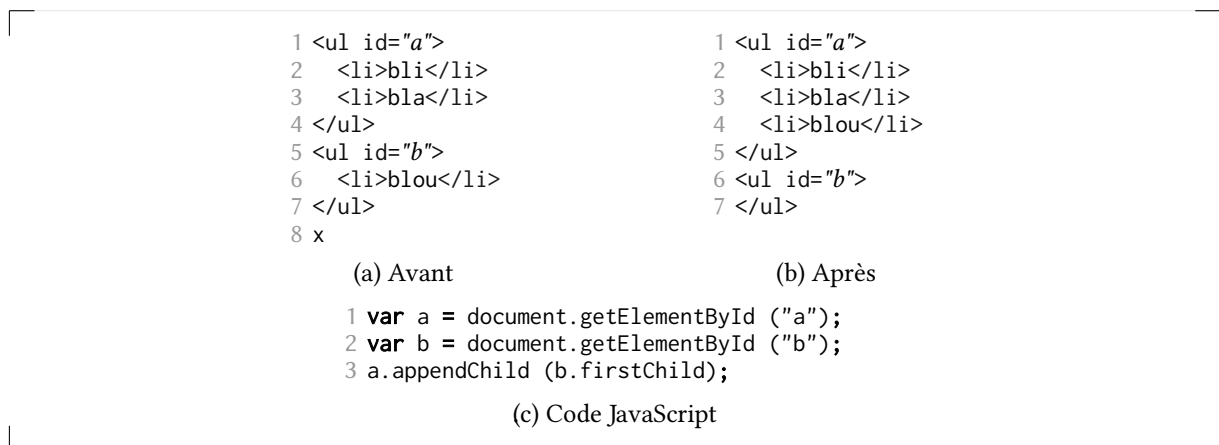 1 <ul id="a">
2   <li>bli</li>
3   <li>bla</li>
4 </ul>
5 <ul id="b">
6   <li>blou</li>
7 </ul>
8 x
(a) Avant
1 <ul id="a">
2   <li>bli</li>
3   <li>bla</li>
4   <li>blou</li>
5 </ul>
6 <ul id="b">
7 </ul>
(b) Après
1 var a = document.getElementById ("a");
2 var b = document.getElementById ("b");
3 a.appendChild (b.firstChild);
(c) Code JavaScript